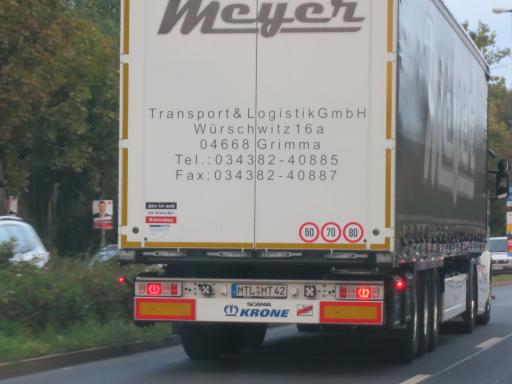 Meyer
Transport & Logistik GmbH
Würschwitz 16a
04668 Grimma
Tel.: 034382-40885
Fax: 034382-40887
60 70 80
MTL MT 42
SCANIA
KRONE